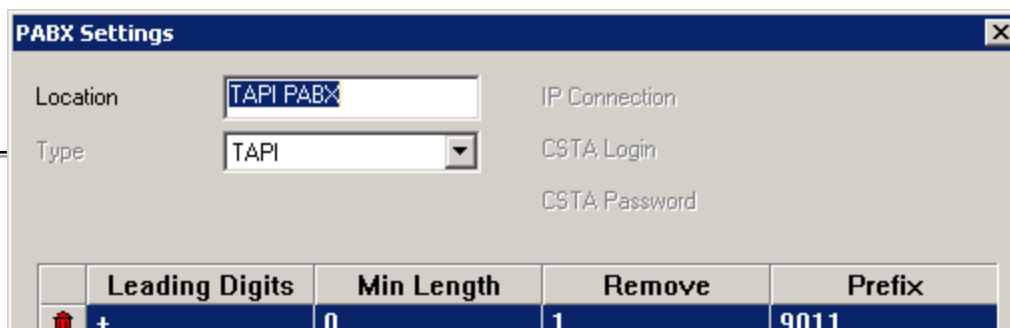 PABX Settings
Location TAPI PABX IP Connection
Type TAPI CSTA Login
CSTA Password
Leading Digits Min Length Remove Prefix
+ 0 1 9011